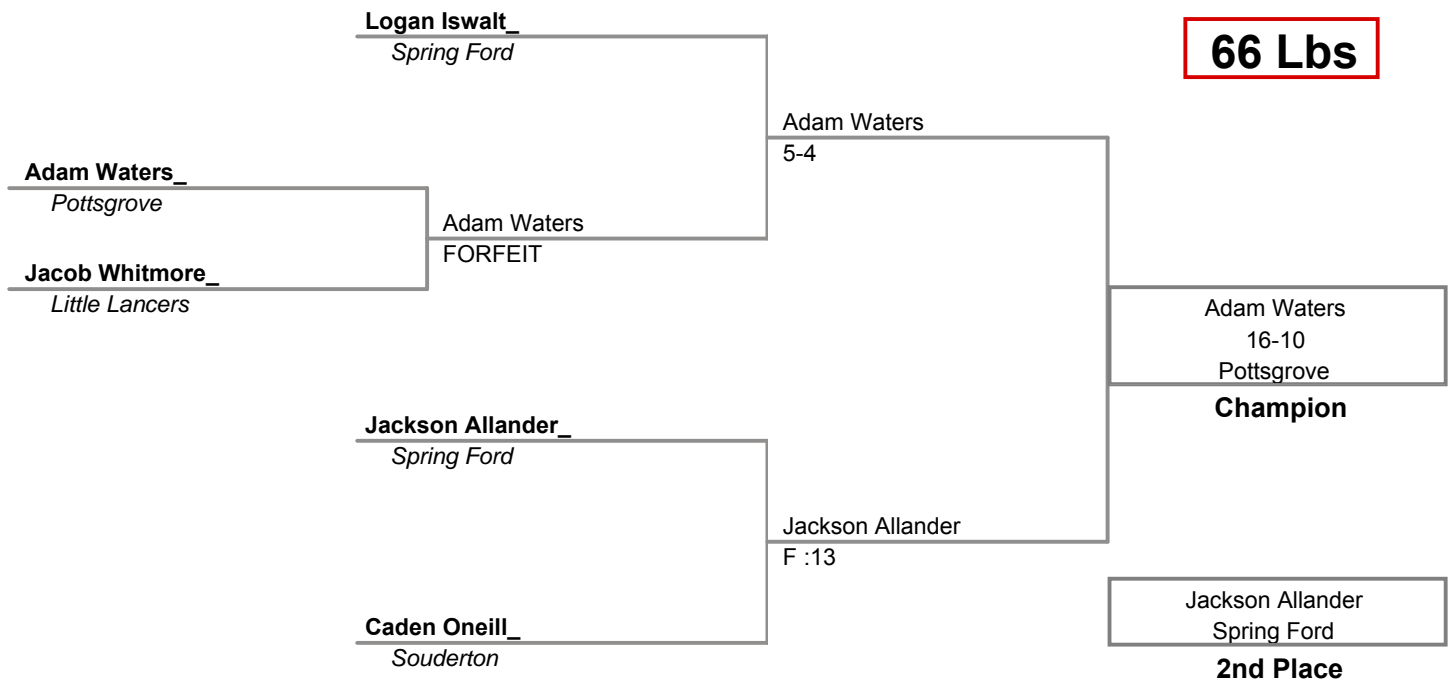 Logan Iswalt_
Spring Ford
66 Lbs
Adam Waters
5-4
Adam Waters_
Pottsgrove
Adam Waters
FORFEIT
Jacob Whitmore_
Little Lancers
Adam Waters
16-10
Pottsgrove
Champion
Jackson Allander_
Spring Ford
Jackson Allander
F :13
Caden Oneill_
Souderton
Jackson Allander
Spring Ford
2nd Place